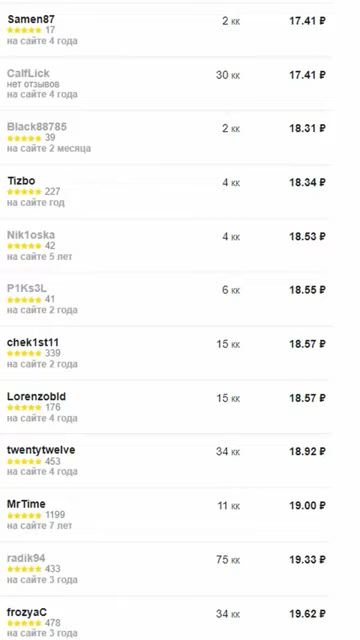 Samen87
2 кк
17.41 ₽
17
на сайте 4 года
CalfLick
30 кк
17.41 ₽
нет отзывов
на сайте 4 года
Black88785
2 кк
18.31 ₽
39
на сайте 2 месяца
Tizbo
4 кк
18.34 ₽
227
на сайте год
Nik1oska
4 кк
18.53 ₽
42
на сайте 5 лет
P1Ks3L
6 кк
18.55 ₽
41
на сайте 2 года
chek1st11
15 кк
18.57 ₽
339
на сайте 2 года
Lorenzobld
15 кк
18.57 ₽
176
на сайте 4 года
twentytwelve
34 кк
18.92 ₽
453
на сайте 4 года
MrTime
11 кк
19.00 ₽
1199
на сайте 7 лет
radik94
75 кк
19.33 ₽
433
на сайте 3 года
frozyaC
34 кк
19.62 ₽
478
на сайте 3 года